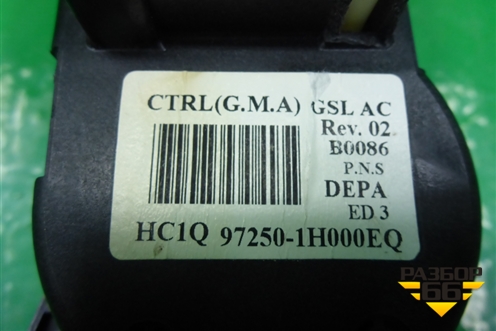 CTRL(G.M.A) GSL AC
Rev. 02
B0086
P.N.S
DEPA
ED 3
HC1Q 97250-1H000EQ
РАЗБОР
66